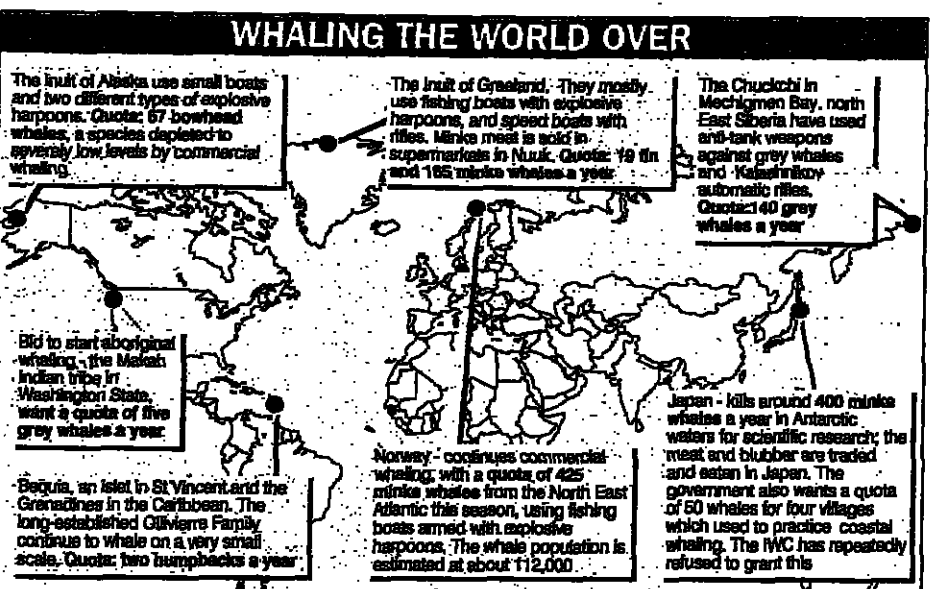 WHALING THE WORLD OVER
The Inuit of Alaska use small boats
and two different types of explosive
harpoons. Quota: 67 bowhead
whales, a species depleted to
severely low levels by commercial
whaling.
The Inuit of Greenland. They mostly
use fishing boats with explosive
harpoons, and speed boats with
rifles. Minke meat is sold in
supermarkets in Nuuk. Quota: 19 fin
and 165 minke whales a year
The Chuckchi in
Mechigmen Bay, north
East Siberia have used
anti-tank weapons
against grey whales
and Kalashnikov
automatic rifles.
Quota:140 grey
whales a year
Bid to start aboriginal
whaling - the Makah
Indian tribe in
Washington State,
want a quota of five
grey whales a year
Bequia, an islet in St Vincent and the
Grenadines in the Caribbean. The
long-established Ollivierre Family
continue to whale on a very small
scale. Quota: two humpbacks a year
Norway - continues commercial
whaling, with a quota of 425
minke whales from the North East
Atlantic this season, using fishing
boats armed with explosive
harpoons. The whale population is
estimated at about 112,000
Japan - kills around 400 minke
whales a year in Antarctic
waters for scientific research; the
meat and blubber are traded
and eaten in Japan. The
government also wants a quota
of 50 whales for four villages
which used to practice coastal
whaling. The IWC has repeatedly
refused to grant this